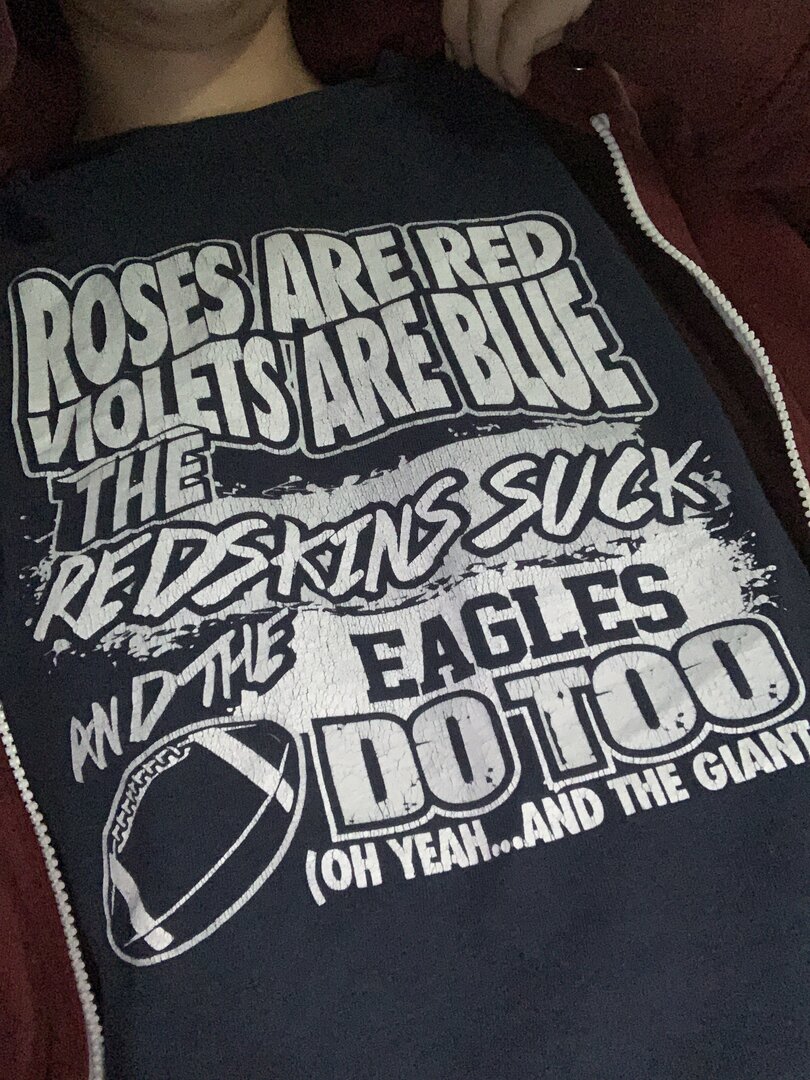 ROSES ARE RED
VIOLETS ARE BLUE
THE
REDSKINS SUCK
AND THE EAGLES
DO TOO
(OH YEAH...AND THE GIANT